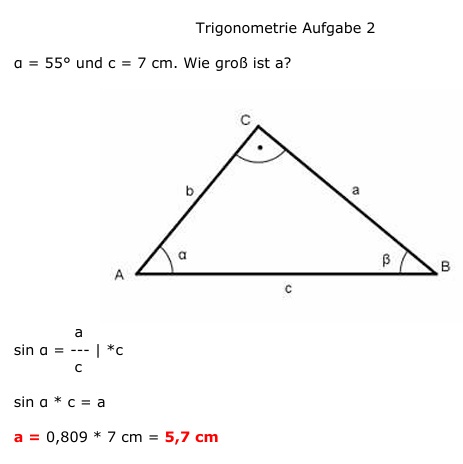 Trigonometrie Aufgabe 2
α = 55° und c = 7 cm. Wie groß ist a?
C
b
a
α
β
A
B
c
a
sin α = --- | *c
c
sin α * c = a
a = 0,809 * 7 cm = 5,7 cm